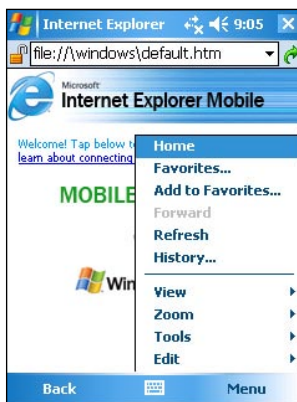 Internet Explorer 9:05
file://\windows\default.htm
Microsoft
Internet Explorer Mobile
Welcome! Tap below t
learn about connecting
MOBILE
Win
Home
Favorites...
Add to Favorites...
Forward
Refresh
History...
View
Zoom
Tools
Edit
Back Menu